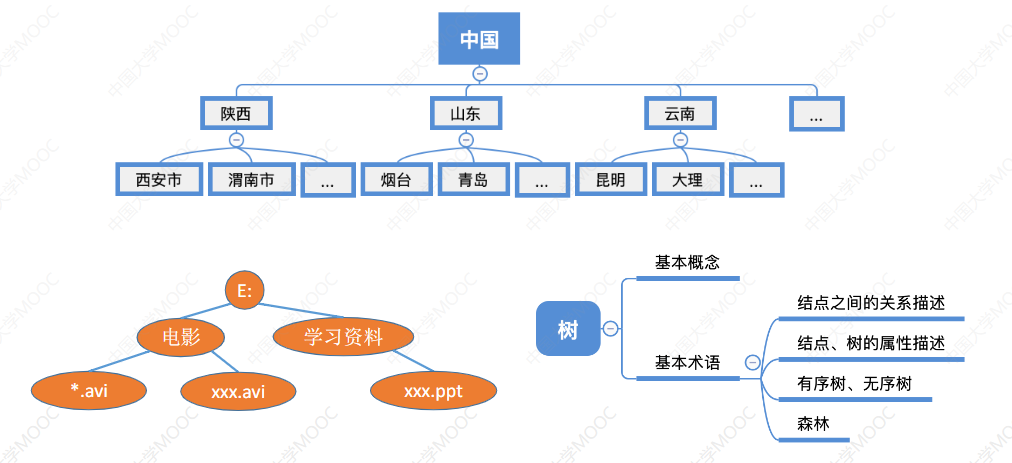 中国
陕西
山东
云南
...
西安市
渭南市
...
烟台
青岛
...
昆明
大理
...
E:
电影
学习资料
*.avi
xxx.avi
xxx.ppt
树
基本概念
基本术语
结点之间的关系描述
结点、树的属性描述
有序树、无序树
森林
中国大学MOOC